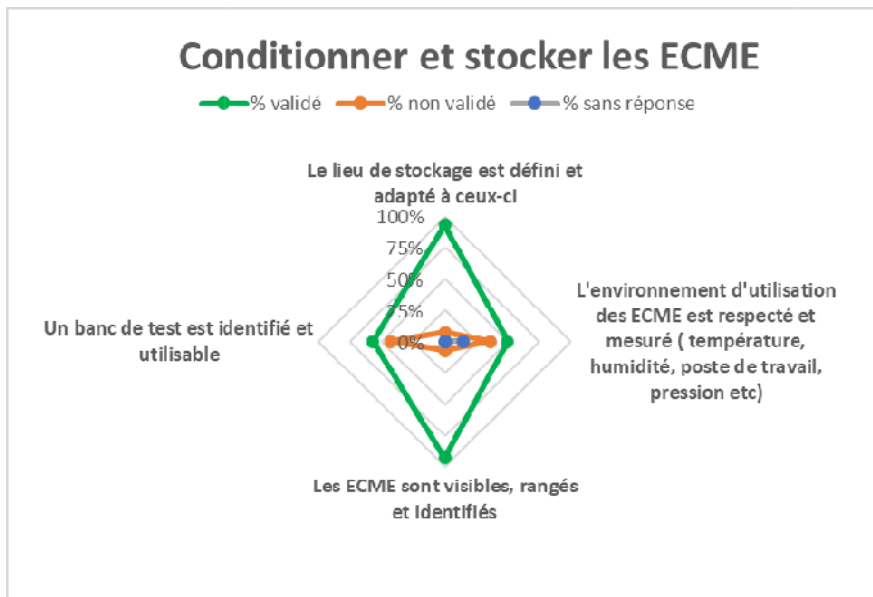 Conditionner et stocker les ECME
% validé % non validé % sans réponse
Le lieu de stockage est défini et
adapté à ceux-ci
100%
75%
50%
25%
0%
L'environnement d'utilisation
des ECME est respecté et
mesuré ( température,
humidité, poste de travail,
pression etc)
Un banc de test est identifié et
utilisable
Les ECME sont visibles, rangés
et identifiés